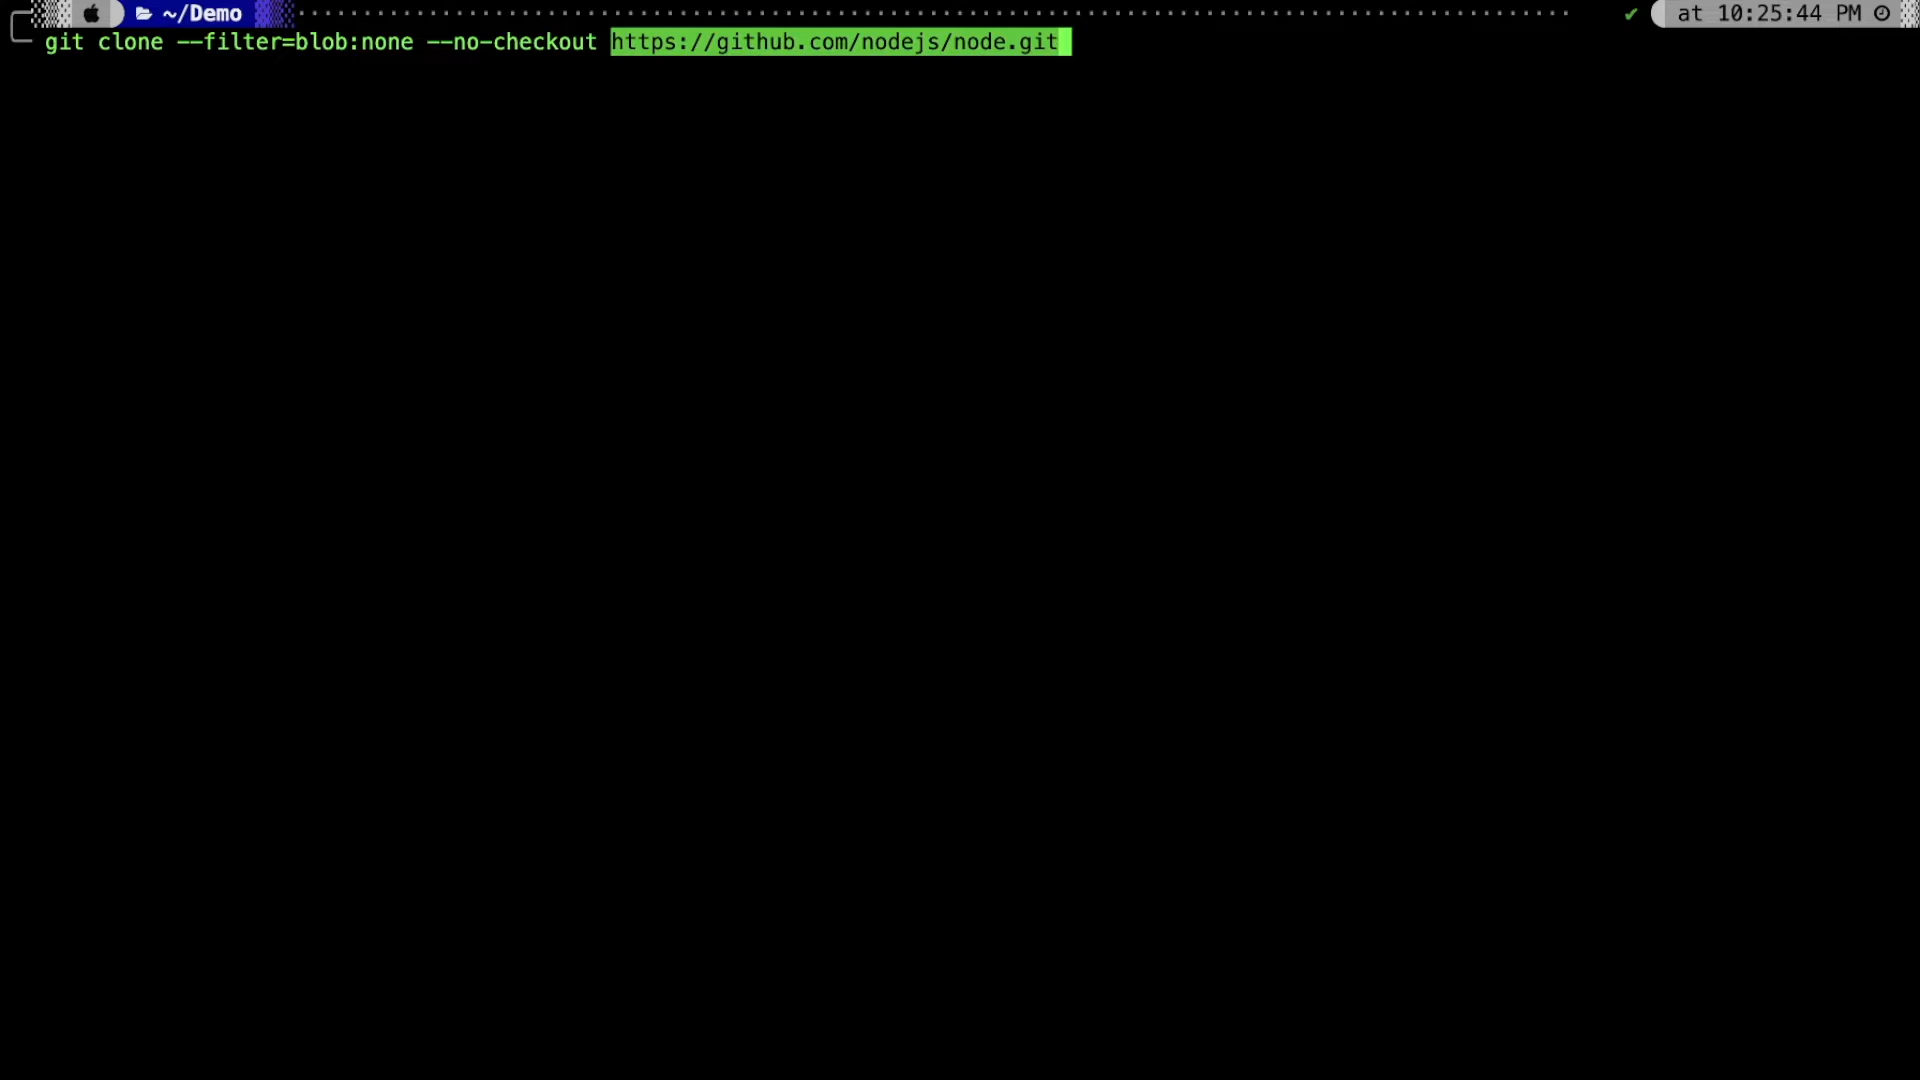 ~/Demo ✔ at 10:25:44 PM
git clone --filter=blob:none --no-checkout https://github.com/nodejs/node.git